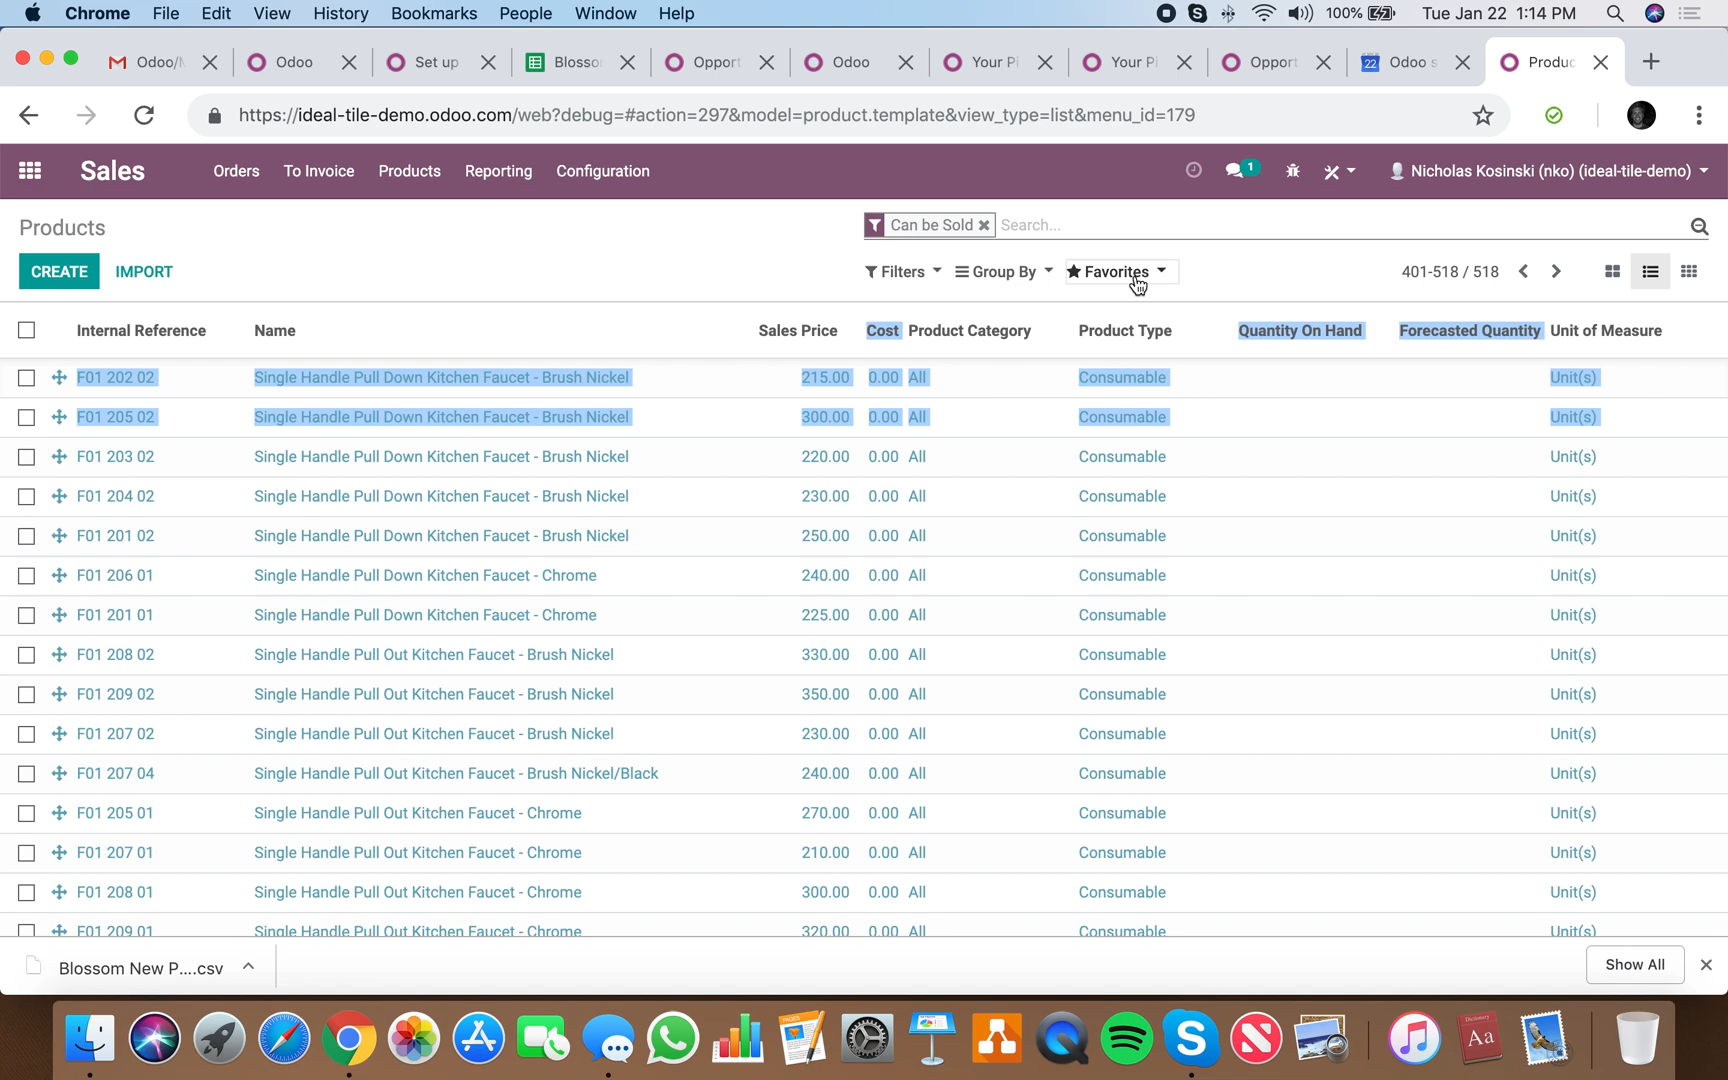 Chrome File Edit View History Bookmarks People Window Help 100% Tue Jan 22 1:14 PM
Odoo/ Odoo Set up Blosso Opport Odoo Your P Your P Opport 22 Odoo s Produc
https://ideal-tile-demo.odoo.com/web?debug=#action=297&model=product.template&view_type=list&menu_id=179
Sales Orders To Invoice Products Reporting Configuration 1 Nicholas Kosinski (nko) (ideal-tile-demo)
Products Can be Sold Search...
CREATE IMPORT Filters Group By Favorites 401-518 / 518
Internal Reference Name Sales Price Cost Product Category Product Type Quantity On Hand Forecasted Quantity Unit of Measure
F01 202 02 Single Handle Pull Down Kitchen Faucet - Brush Nickel 215.00 0.00 All Consumable Unit(s)
F01 205 02 Single Handle Pull Down Kitchen Faucet - Brush Nickel 300.00 0.00 All Consumable Unit(s)
F01 203 02 Single Handle Pull Down Kitchen Faucet - Brush Nickel 220.00 0.00 All Consumable Unit(s)
F01 204 02 Single Handle Pull Down Kitchen Faucet - Brush Nickel 230.00 0.00 All Consumable Unit(s)
F01 201 02 Single Handle Pull Down Kitchen Faucet - Brush Nickel 250.00 0.00 All Consumable Unit(s)
F01 206 01 Single Handle Pull Down Kitchen Faucet - Chrome 240.00 0.00 All Consumable Unit(s)
F01 201 01 Single Handle Pull Down Kitchen Faucet - Chrome 225.00 0.00 All Consumable Unit(s)
F01 208 02 Single Handle Pull Out Kitchen Faucet - Brush Nickel 330.00 0.00 All Consumable Unit(s)
F01 209 02 Single Handle Pull Out Kitchen Faucet - Brush Nickel 350.00 0.00 All Consumable Unit(s)
F01 207 02 Single Handle Pull Out Kitchen Faucet - Brush Nickel 230.00 0.00 All Consumable Unit(s)
F01 207 04 Single Handle Pull Out Kitchen Faucet - Brush Nickel/Black 240.00 0.00 All Consumable Unit(s)
F01 205 01 Single Handle Pull Out Kitchen Faucet - Chrome 270.00 0.00 All Consumable Unit(s)
F01 207 01 Single Handle Pull Out Kitchen Faucet - Chrome 210.00 0.00 All Consumable Unit(s)
F01 208 01 Single Handle Pull Out Kitchen Faucet - Chrome 300.00 0.00 All Consumable Unit(s)
F01 209 01 Single Handle Pull Out Kitchen Faucet - Chrome 320.00 0.00 All Consumable Unit(s)
Blossom New P....csv Show All